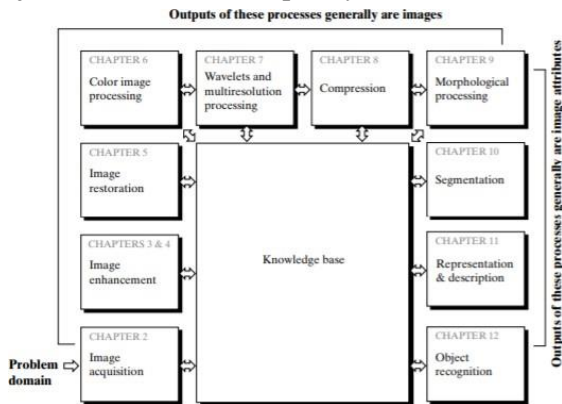 Outputs of these processes generally are images
CHAPTER 6
Color image
processing
CHAPTER 7
Wavelets and
multiresolution
processing
CHAPTER 8
Compression
CHAPTER 9
Morphological
processing
CHAPTER 5
Image
restoration
CHAPTER 10
Segmentation
CHAPTERS 3 & 4
Image
enhancement
Knowledge base
CHAPTER 11
Representation
& description
Problem
domain
CHAPTER 2
Image
acquisition
CHAPTER 12
Object
recognition
Outputs of these processes generally are image attributes